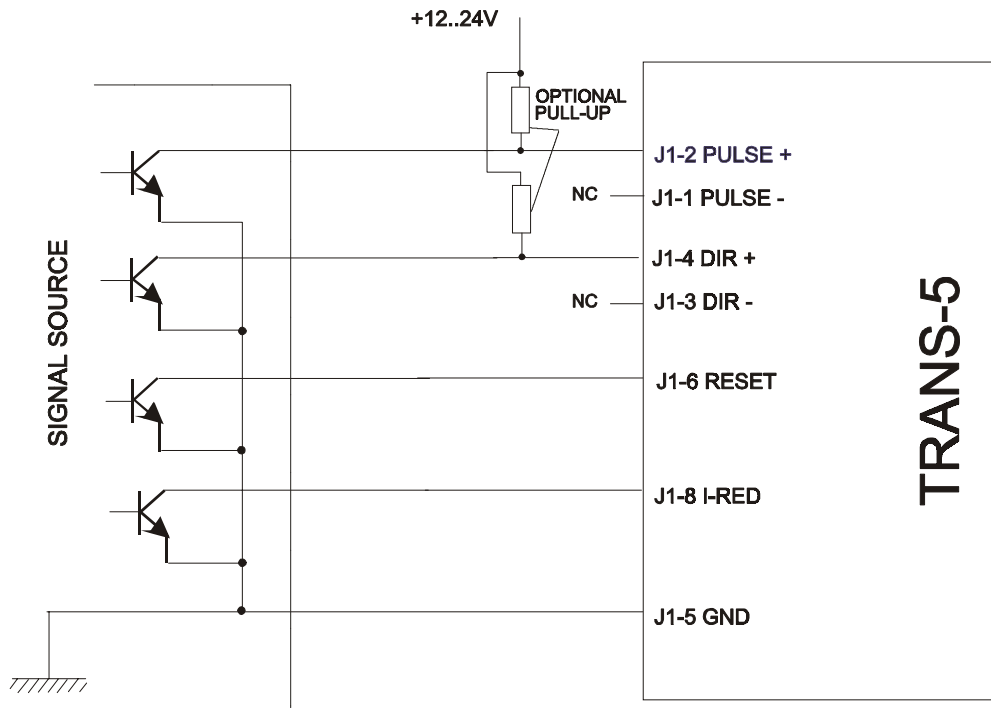 +12..24V
OPTIONAL
PULL-UP
J1-2 PULSE +
NC
J1-1 PULSE -
J1-4 DIR +
NC
J1-3 DIR -
J1-6 RESET
J1-8 I-RED
J1-5 GND
SIGNAL SOURCE
TRANS-5